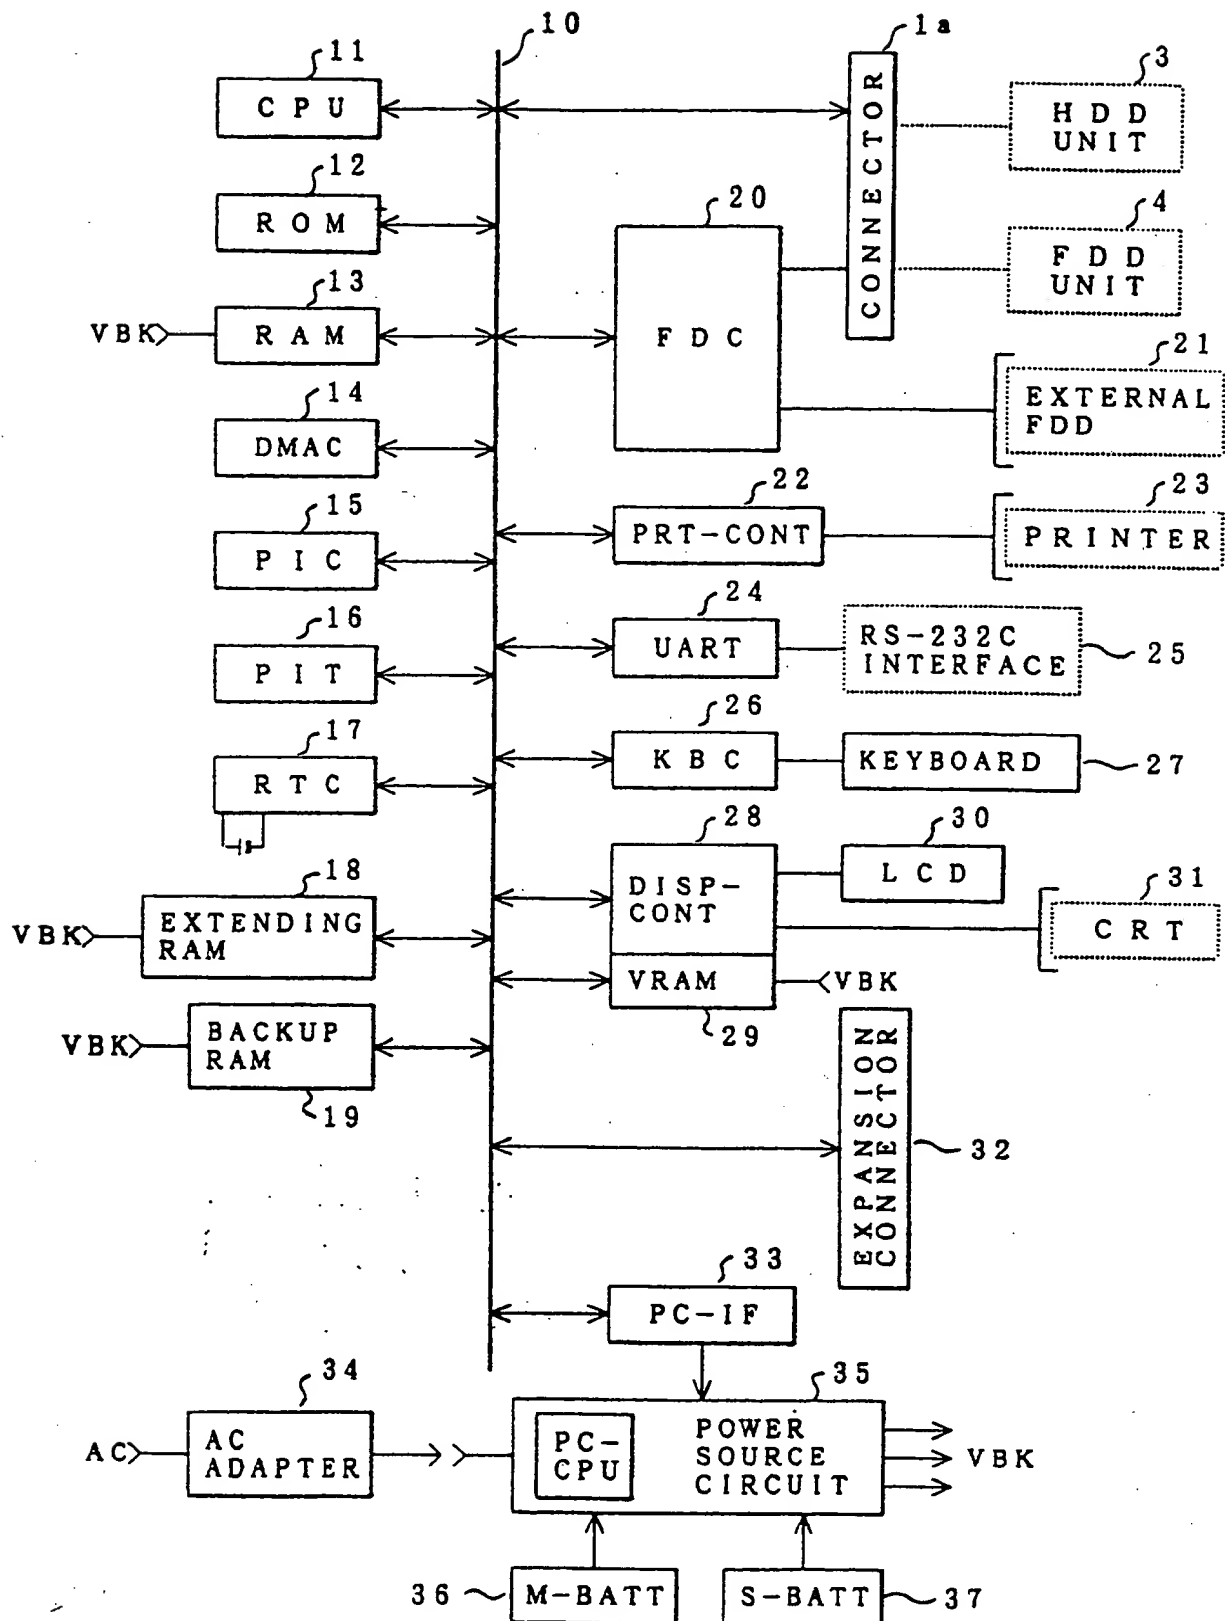 10
1a
11
CPU
CONNECTOR
3
HDD
UNIT
12
ROM
20
FDC
4
FDD
UNIT
13
VBK
RAM
21
EXTERNAL
FDD
14
DMAC
22
PRT-CONT
23
PRINTER
15
PIC
24
UART
RS-232C
INTERFACE
25
16
PIT
26
KBC
KEYBOARD
27
17
RTC
28
DISP-
CONT
30
LCD
31
CRT
18
VBK
EXTENDING
RAM
VRAM
VBK
29
VBK
BACKUP
RAM
19
EXPANSION
CONNECTOR
32
33
PC-IF
34
AC
AC
ADAPTER
35
PC-
CPU
POWER
SOURCE
CIRCUIT
VBK
36
M-BATT
S-BATT
37